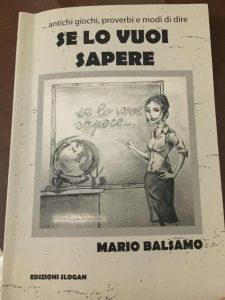 antichi giochi, proverbi e modi di dire
SE LO VUOI
SAPERE
se lo vuoi
sapere...
MARIO BALSAMO
EDIZIONI SLOGAN